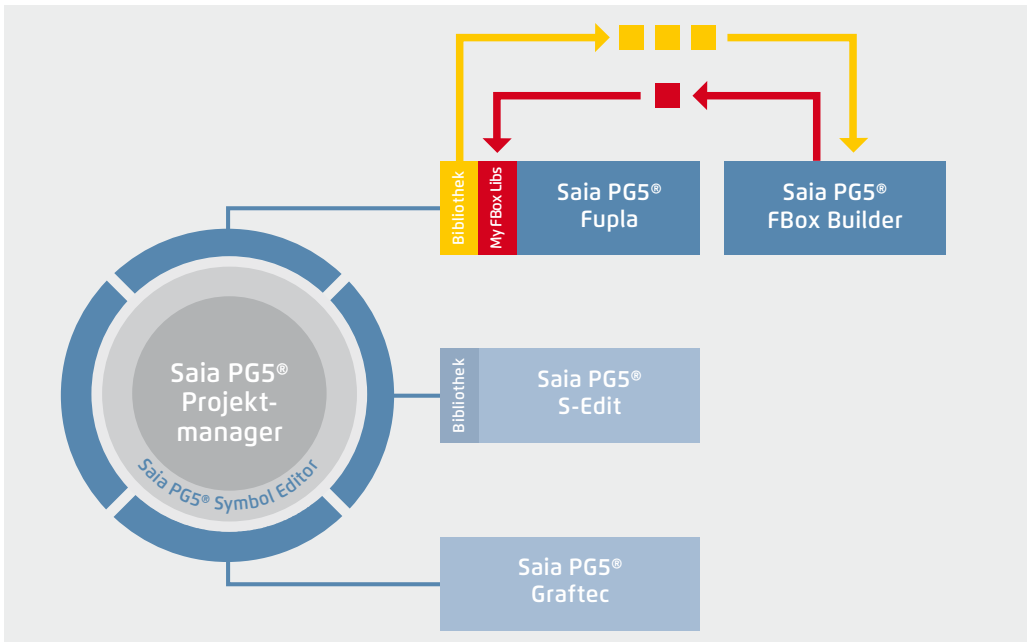 Bibliothek
My FBox Libs
Saia PG5®
Fupla
Saia PG5®
FBox Builder
Saia PG5®
Projekt-
manager
Saia PG5® Symbol Editor
Bibliothek
Saia PG5®
S-Edit
Saia PG5®
Graftec